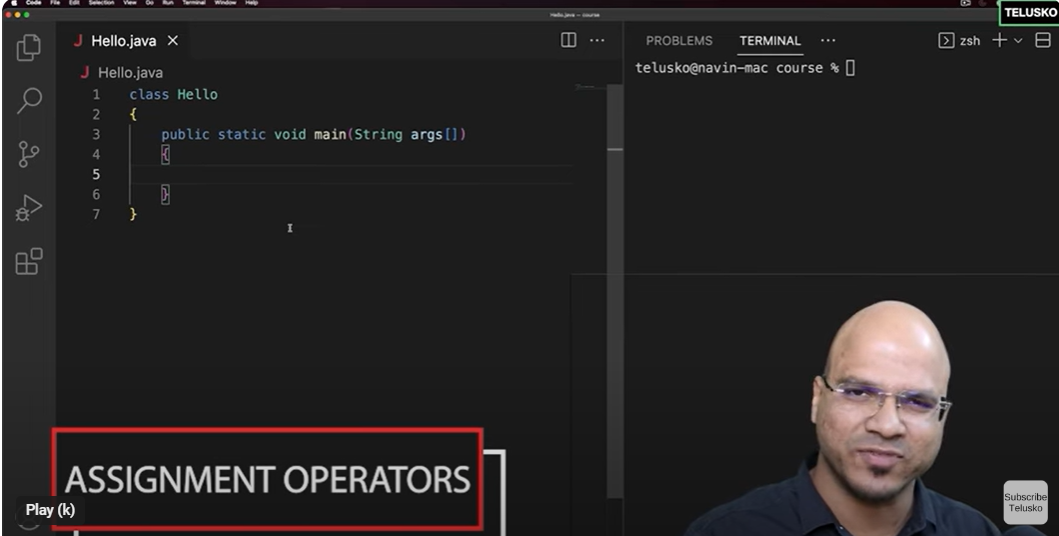 Code File Edit Selection View Go Run Terminal Window Help
Hello.java — course
TELUSKO
Hello.java
PROBLEMS TERMINAL
zsh
Hello.java
telusko@navin-mac course %
1 class Hello
2 {
3 public static void main(String args[])
4 {
5
6 }
7 }
ASSIGNMENT OPERATORS
Play (k)
Subscribe
Telusko